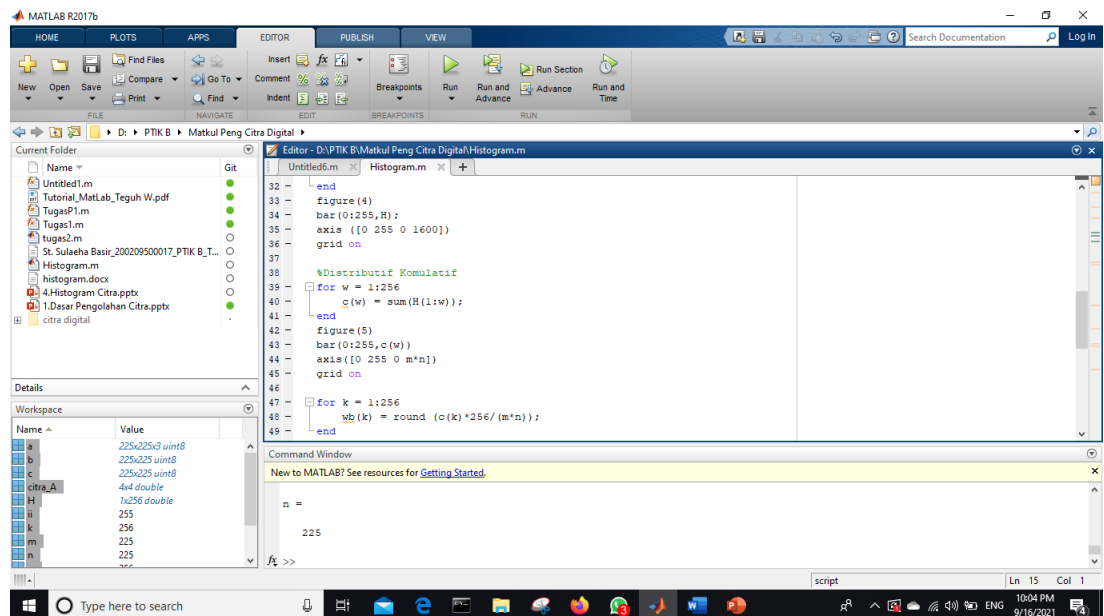 MATLAB R2017b
HOME PLOTS APPS EDITOR PUBLISH VIEW Search Documentation Log In
New Open Save Find Files Compare Print Go To Find Insert Comment Indent Breakpoints Run Run and Advance Run Section Advance Run and Time
FILE NAVIGATE EDIT BREAKPOINTS RUN
D: PTIK B Matkul Peng Citra Digital
Current Folder
Name Git
Untitled1.m
Tutorial_MatLab_Teguh W.pdf
TugasP1.m
Tugas1.m
tugas2.m
St. Sulaeha Basir_200209500017_PTIK B_T...
Histogram.m
histogram.docx
4.Histogram Citra.pptx
1.Dasar Pengolahan Citra.pptx
citra digital
Details
Workspace
Name Value
a 225x225x3 uint8
b 225x225 uint8
c 225x225 uint8
citra_A 4x4 double
H 1x256 double
ii 255
k 256
m 225
n 225
Editor - D:\PTIK B\Matkul Peng Citra Digital\Histogram.m
Untitled6.m Histogram.m +
32 - end
33 - figure(4)
34 - bar(0:255,H);
35 - axis ([0 255 0 1600])
36 - grid on
37
38 %Distributif Komulatif
39 - for w = 1:256
40 - c(w) = sum(H(1:w));
41 - end
42 - figure(5)
43 - bar(0:255,c(w))
44 - axis([0 255 0 m*n])
45 - grid on
46
47 - for k = 1:256
48 - wb(k) = round (c(k)*256/(m*n));
49 - end
Command Window
New to MATLAB? See resources for Getting Started.
n =
225
fx >>
script Ln 15 Col 1
Type here to search
ENG
10:04 PM
9/16/2021